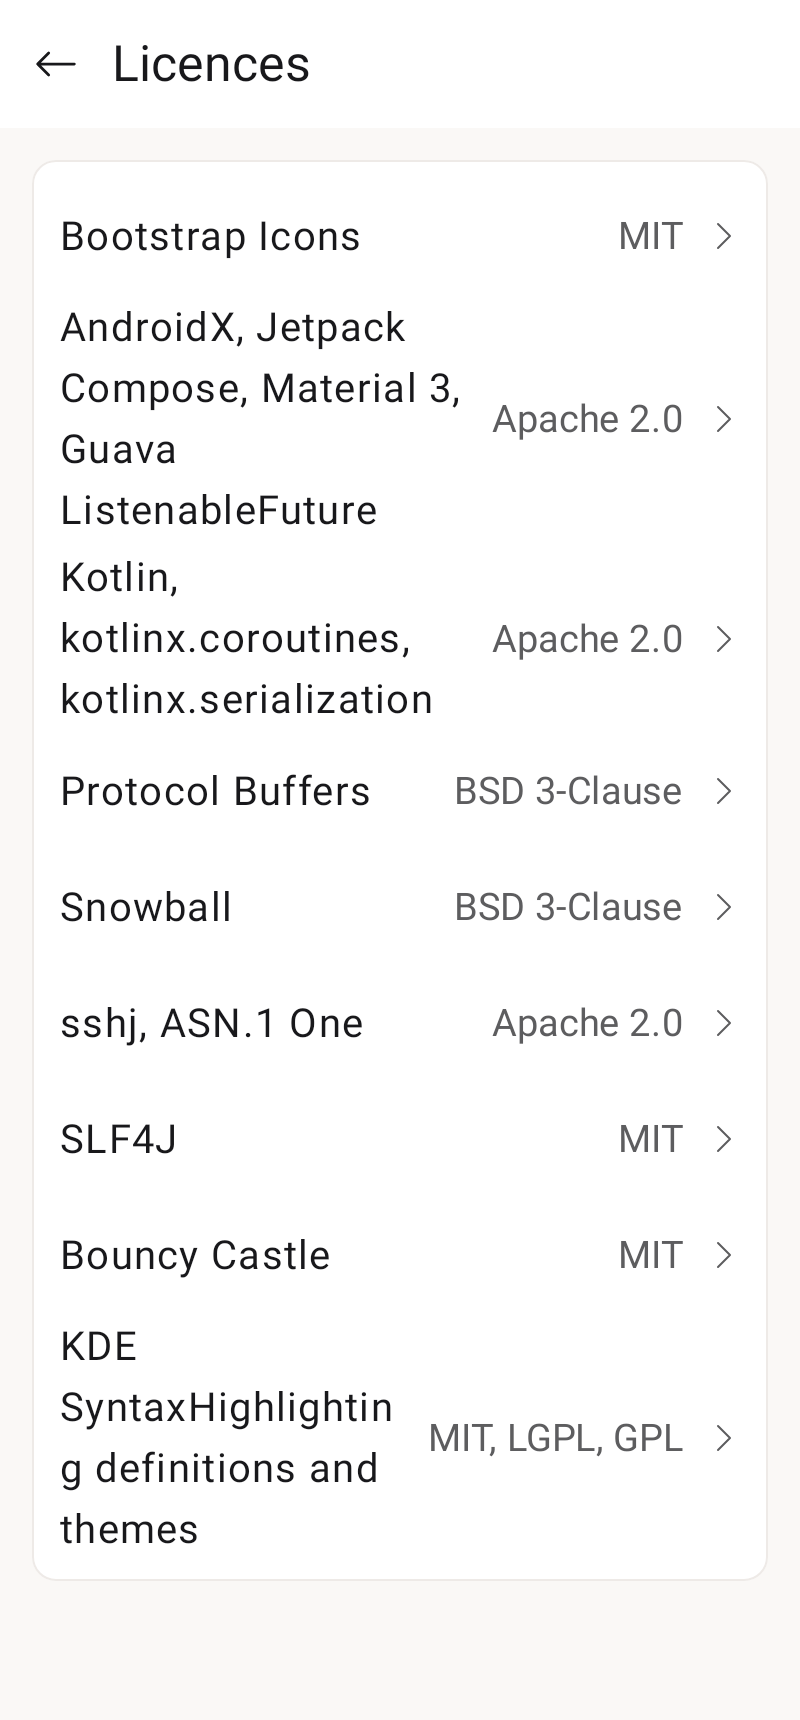 Licences
Bootstrap Icons MIT
AndroidX, Jetpack
Compose, Material 3,
Guava
ListenableFuture
Apache 2.0
Kotlin,
kotlinx.coroutines,
kotlinx.serialization
Apache 2.0
Protocol Buffers BSD 3-Clause
Snowball BSD 3-Clause
sshj, ASN.1 One Apache 2.0
SLF4J MIT
Bouncy Castle MIT
KDE
SyntaxHighlightin
g definitions and
themes
MIT, LGPL, GPL